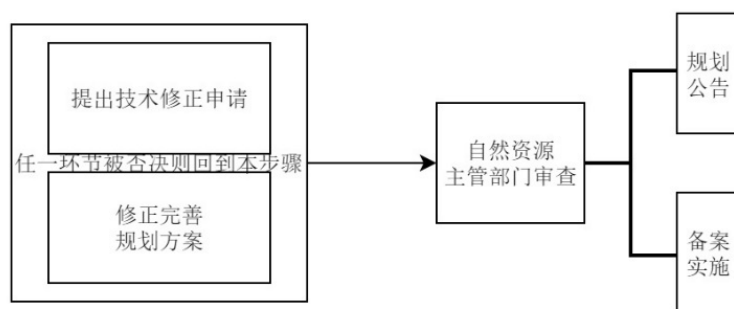 提出技术修正申请
任一环节被否决则回到本步骤
修正完善
规划方案
自然资源
主管部门审查
规划
公告
备案
实施